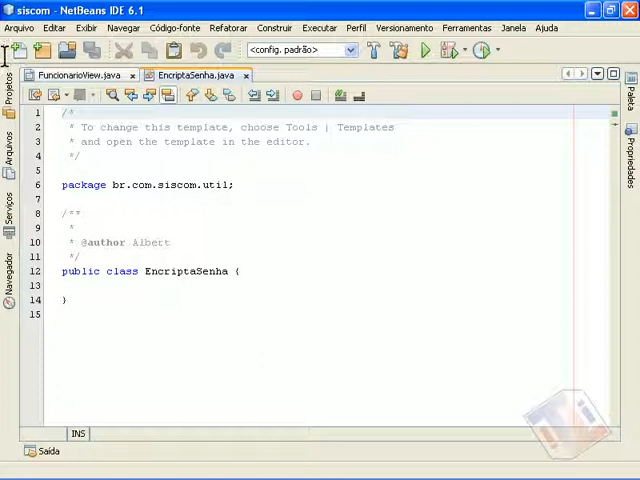 siscom - NetBeans IDE 6.1
Arquivo Editar Exibir Navegar Código-fonte Refatorar Construir Executar Perfil Versionamento Ferramentas Janela Ajuda
<config. padrão>
FuncionarioView.java x EncriptaSenha.java x
Projetos
Arquivos
Serviços
Navegador
1 /*
2 * To change this template, choose Tools | Templates
3 * and open the template in the editor.
4 */
5
6 package br.com.siscom.util;
7
8 /**
9 *
10 * @author Albert
11 */
12 public class EncriptaSenha {
13
14 }
15
Paleta
Propriedades
INS
Saída